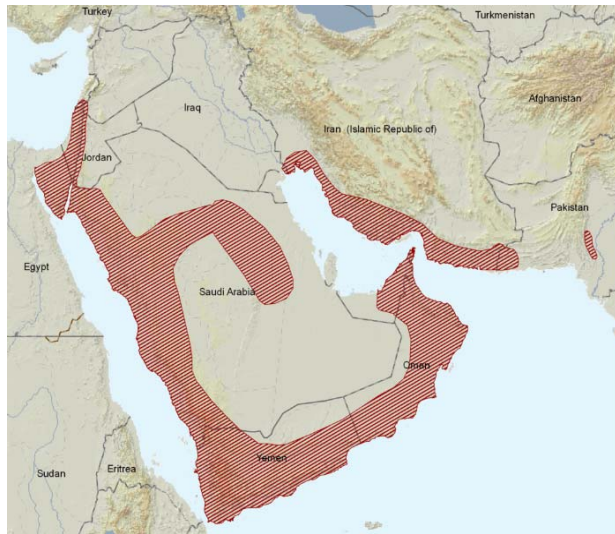 Turkey
Turkmenistan
Afghanistan
Iraq
Iran (Islamic Republic of)
Jordan
Pakistan
Egypt
Saudi Arabia
Oman
Yemen
Sudan
Eritrea